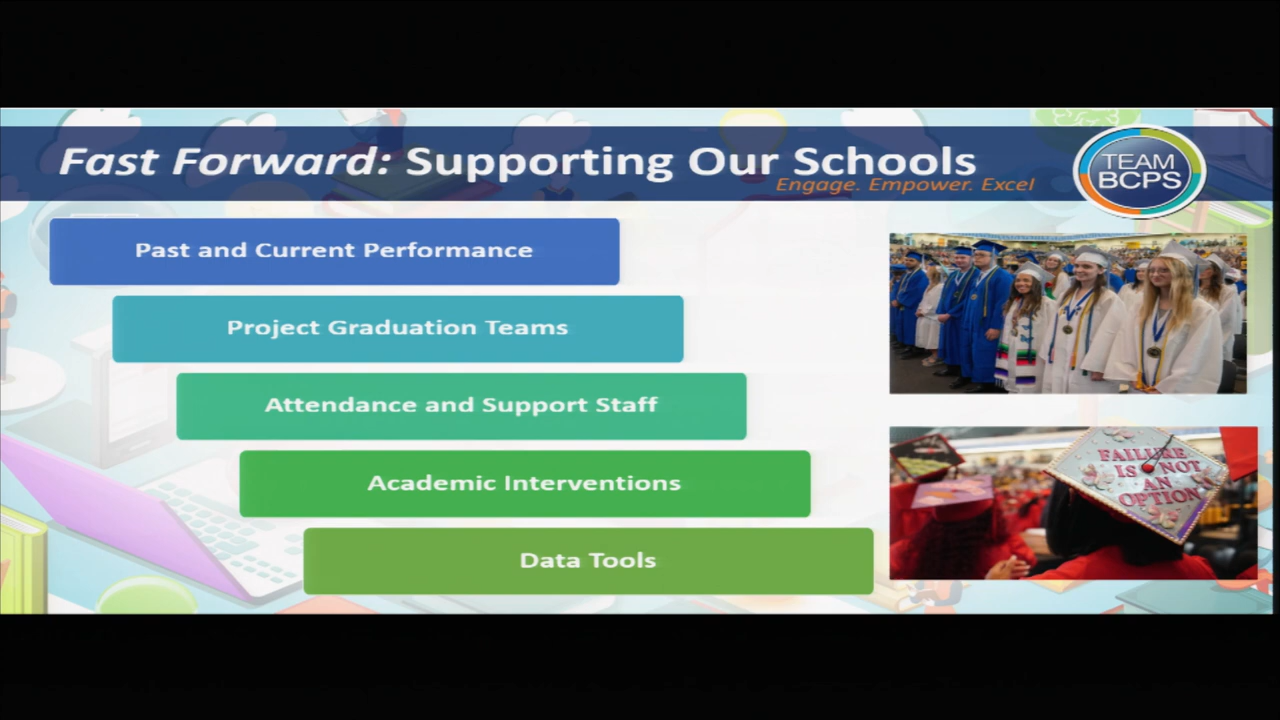 Fast Forward: Supporting Our Schools
Engage. Empower. Excel
TEAM
BCPS
Past and Current Performance
Project Graduation Teams
Attendance and Support Staff
Academic Interventions
Data Tools
FAILURE
IS NOT
AN
OPTION